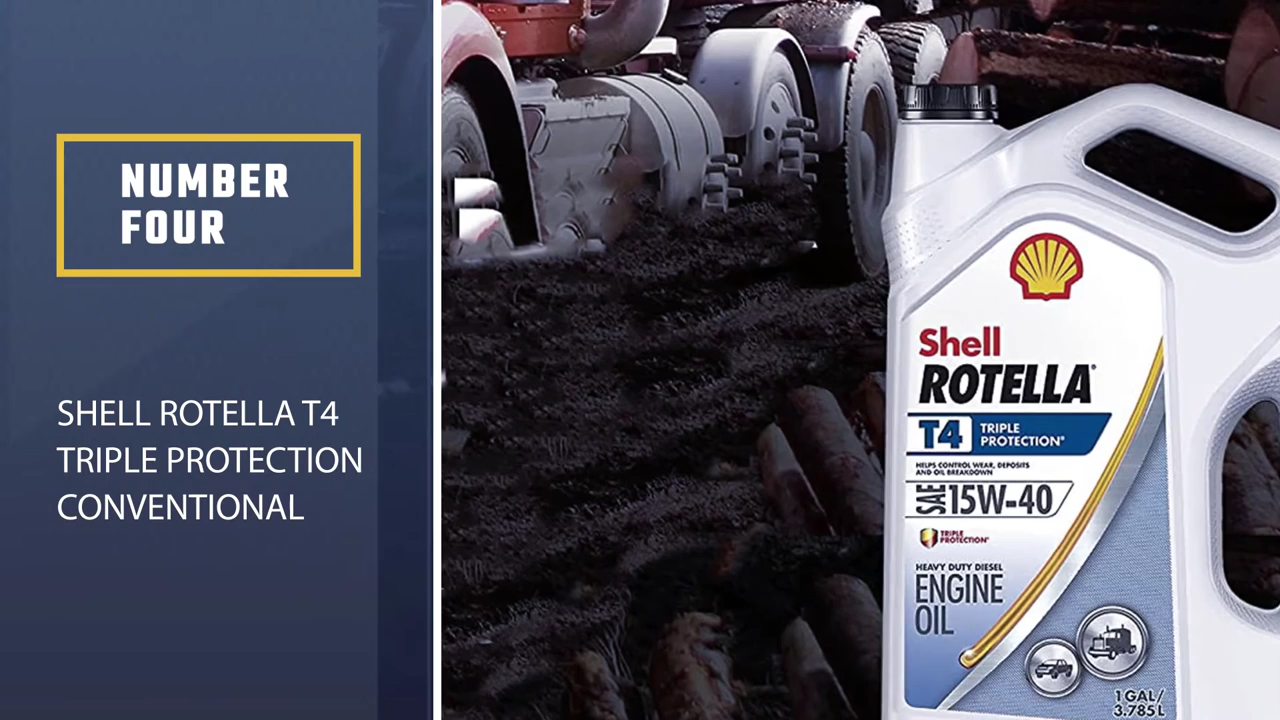 NUMBER
FOUR
SHELL ROTELLA T4
TRIPLE PROTECTION
CONVENTIONAL
Shell
ROTELLA®
T4 TRIPLE
PROTECTION®
HELPS CONTROL WEAR, DEPOSITS
AND OIL BREAKDOWN
SAE 15W-40
TRIPLE
PROTECTION®
HEAVY DUTY DIESEL
ENGINE
OIL
1 GAL/
3.785L